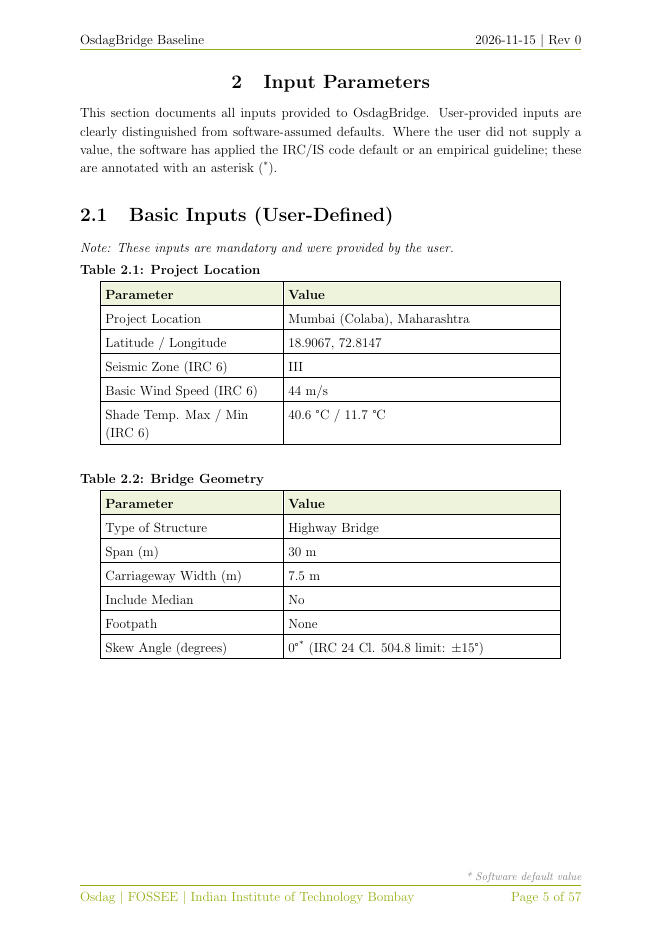 OsdagBridge Baseline 2026-11-15 | Rev 0
2 Input Parameters
This section documents all inputs provided to OsdagBridge. User-provided inputs are
clearly distinguished from software-assumed defaults. Where the user did not supply a
value, the software has applied the IRC/IS code default or an empirical guideline; these
are annotated with an asterisk (*).
2.1 Basic Inputs (User-Defined)
Note: These inputs are mandatory and were provided by the user.
Table 2.1: Project Location
Parameter Value
Project Location Mumbai (Colaba), Maharashtra
Latitude / Longitude 18.9067, 72.8147
Seismic Zone (IRC 6) III
Basic Wind Speed (IRC 6) 44 m/s
Shade Temp. Max / Min 40.6 °C / 11.7 °C
(IRC 6)
Table 2.2: Bridge Geometry
Parameter Value
Type of Structure Highway Bridge
Span (m) 30 m
Carriageway Width (m) 7.5 m
Include Median No
Footpath None
Skew Angle (degrees) 0°* (IRC 24 Cl. 504.8 limit: ±15°)
* Software default value
Osdag | FOSSEE | Indian Institute of Technology Bombay Page 5 of 57